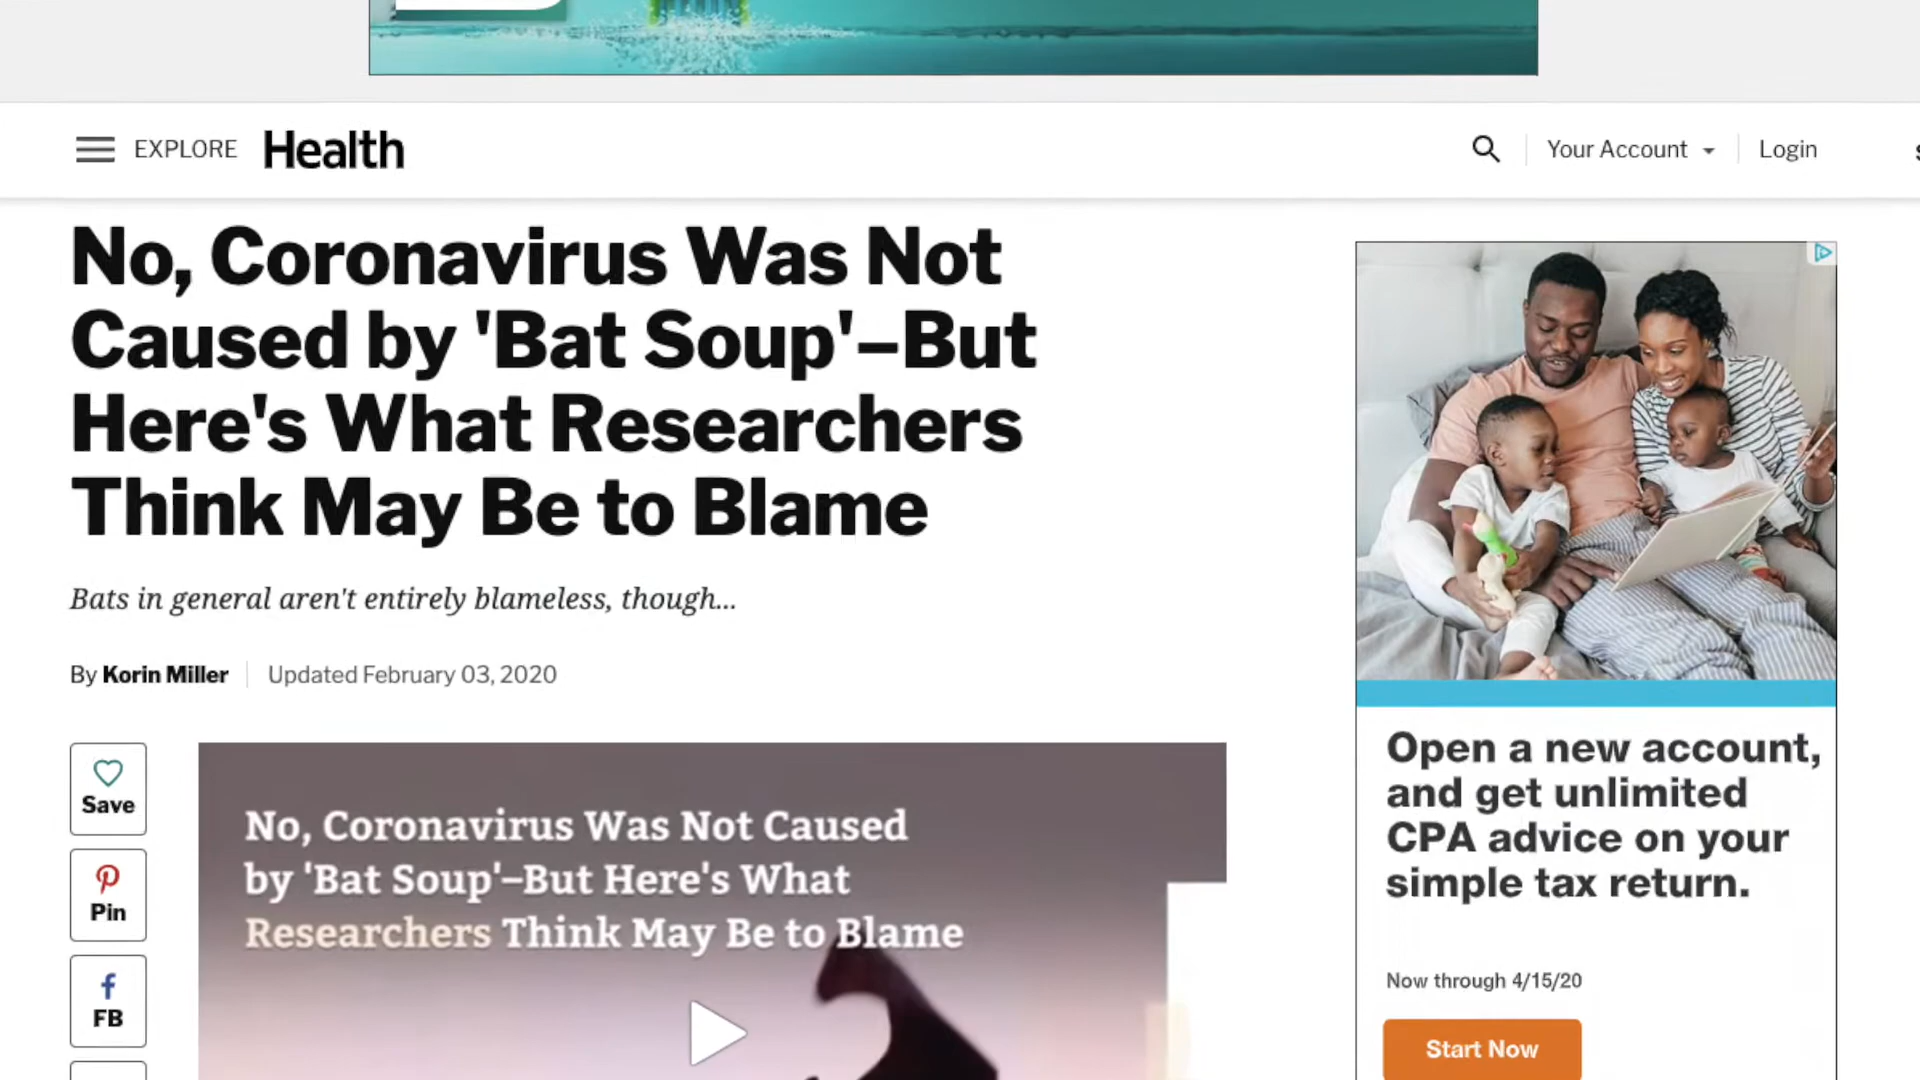 EXPLORE Health
Your Account Login
No, Coronavirus Was Not
Caused by 'Bat Soup'–But
Here's What Researchers
Think May Be to Blame
Bats in general aren't entirely blameless, though...
By Korin Miller Updated February 03, 2020
Save
Pin
FB
No, Coronavirus Was Not Caused
by 'Bat Soup'–But Here's What
Researchers Think May Be to Blame
Open a new account,
and get unlimited
CPA advice on your
simple tax return.
Now through 4/15/20
Start Now